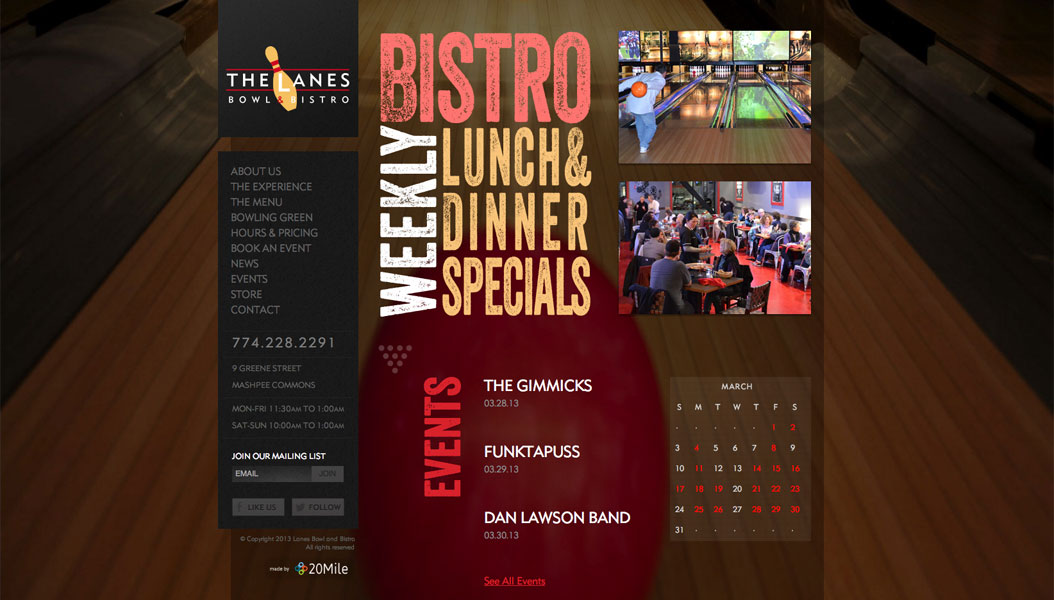 THE LANES
BOWL & BISTRO
ABOUT US
THE EXPERIENCE
THE MENU
BOWLING GREEN
HOURS & PRICING
BOOK AN EVENT
NEWS
EVENTS
STORE
CONTACT
774.228.2291
9 GREENE STREET
MASHPEE COMMONS
MON-FRI 11:30AM TO 1:00AM
SAT-SUN 10:00AM TO 1:00AM
JOIN OUR MAILING LIST
EMAIL JOIN
LIKE US FOLLOW
© Copyright 2013 Lanes Bowl and Bistro
All rights reserved
made by 20Mile
BISTRO
WEEKLY
LUNCH &
DINNER
SPECIALS
EVENTS
THE GIMMICKS
03.28.13
FUNKTAPUSS
03.29.13
DAN LAWSON BAND
03.30.13
See All Events
MARCH
S M T W T F S
. . . . . 1 2
3 4 5 6 7 8 9
10 11 12 13 14 15 16
17 18 19 20 21 22 23
24 25 26 27 28 29 30
31 . . . . . .